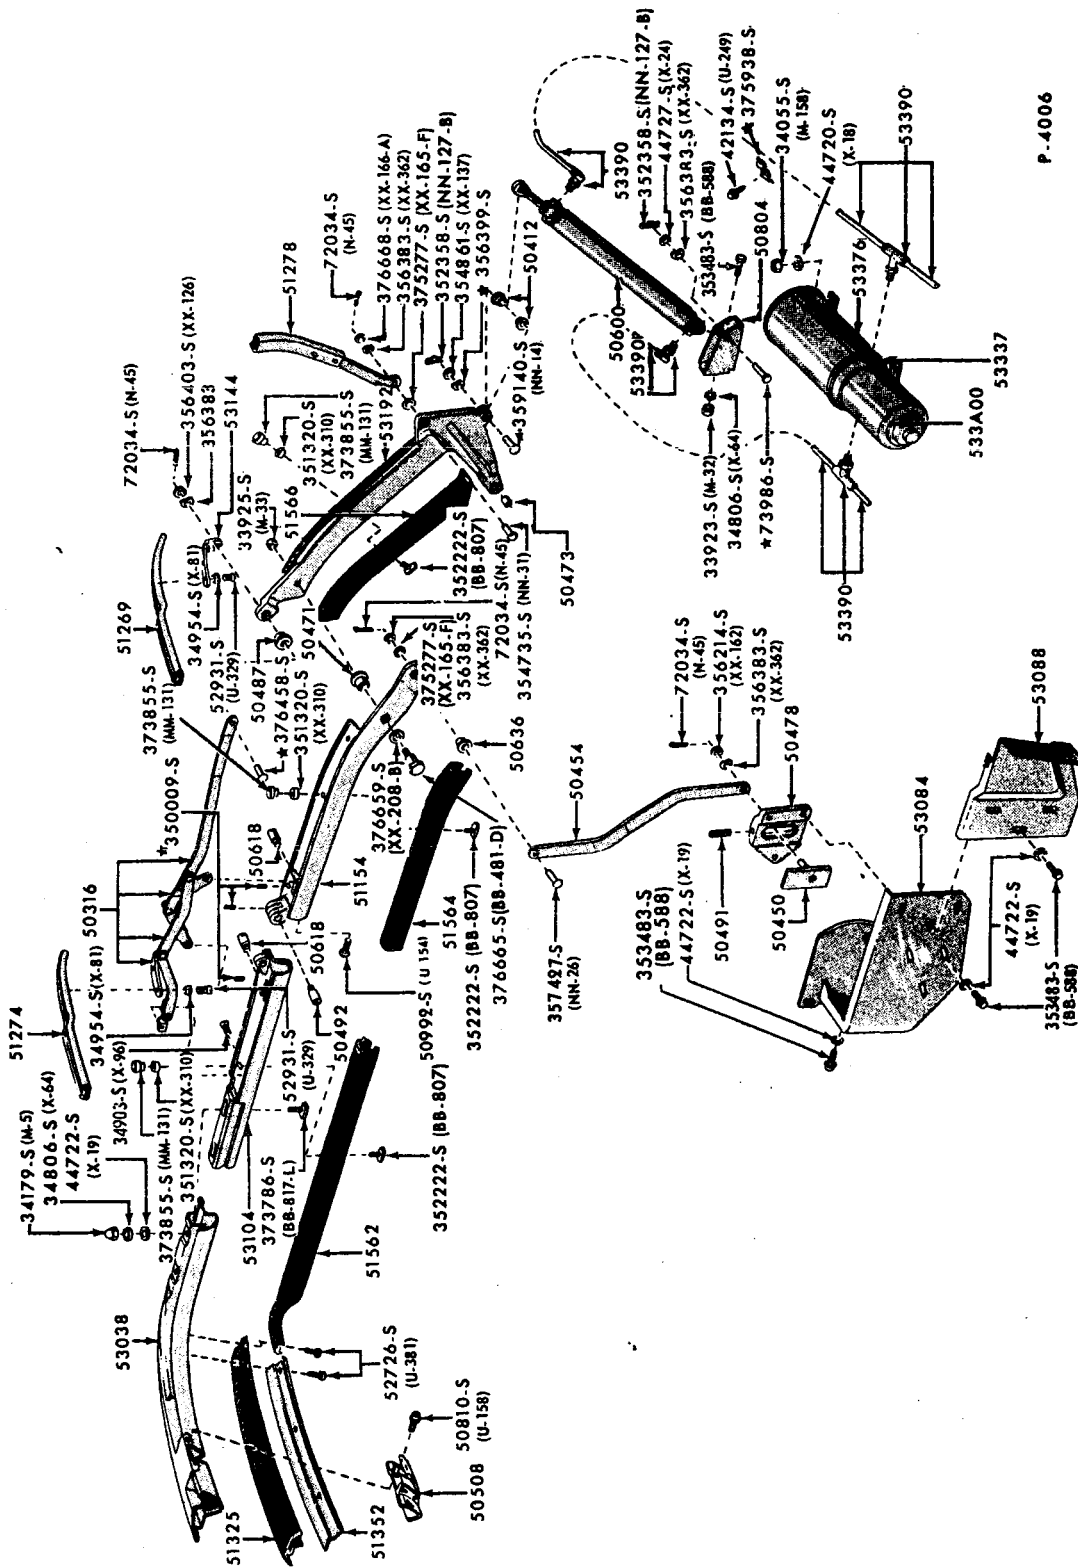 51274
34179-S (M-5)
34806-S (X-64)
44722-S
(X-19)
34903-S (X-96)
34954-S (X-81)
50316
★350009-S
373855-S
(MM-131)
51269
72034-S (N-45)
356403-S (XX-126)
356383
53144
51278
72034-S
(N-45)
376668-S (XX-166-A)
356383-S (XX-362)
375277-S (XX-165-F)
352358-S (NN-127-B)
354861-S (XX-137)
★356399-S
50412
53390
352358-S (NN-127-B)
44727-S (X-24)
356383-S (XX-362)
353483-S (BB-588)
42134-S (U-249)
★375938-S
50804
34055-S
(M-158)
44720-S
(X-18)
53376
53390
53038
373855-S (MM-131)
351320-S (XX-310)
53104
373786-S
(BB-817-L)
52931-S
(U-329)
50618
50618
50492
51154
34954-S (X-81)
52931-S
(U-329)
50487
★376458-S
351320-S
(XX-310)
33925-S
(M-33)
51566
351320-S
(XX-310)
373855-S
(MM-131)
53192
50471
352222-S
(BB-807)
359140-S
(NN-14)
50600
53390
53337
533A00
376659-S
(XX-208-B)
375277-S
(XX-165-F)
356383-S
(XX-362)
72034-S (N-45)
354735-S (NN-31)
50473
33923-S (M-32)
34806-S (X-64)
★73986-S
53390
51564
50992-S (U 154)
352222-S (BB-807)
376665-S (BB-481-D)
50636
357427-S
(NN-26)
50454
51562
352222-S (BB-807)
52726-S
(U-381)
50810-S
(U-158)
50508
51325
51352
72034-S
(N-45)
356214-S
(XX-162)
356383-S
(XX-362)
50478
353483-S
(BB-588)
44722-S (X-19)
50491
50450
53084
53088
44722-S
(X-19)
353483-S
(BB-588)
P-4006